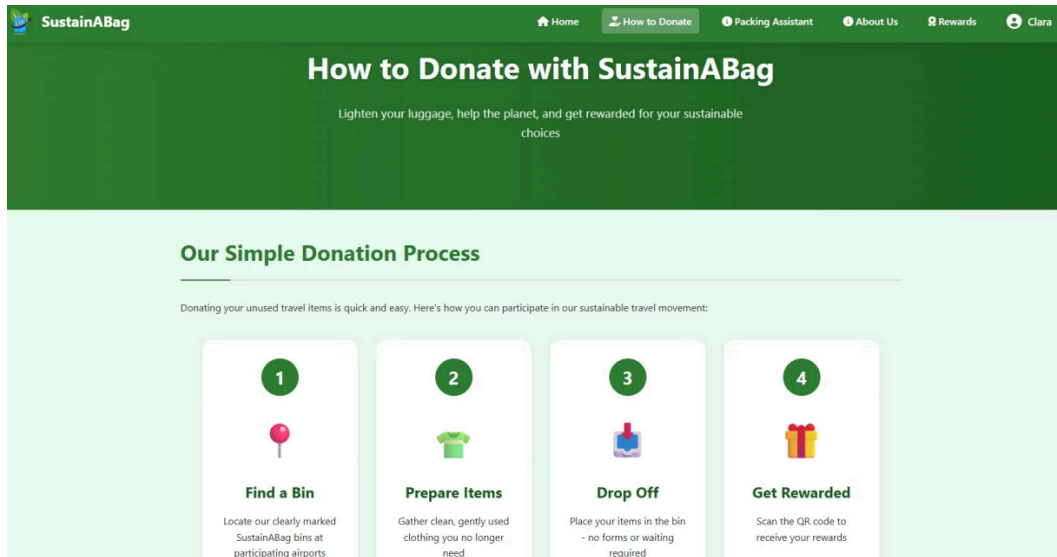 SustainABag
Home
How to Donate
Packing Assistant
About Us
Rewards
Clara
How to Donate with SustainABag
Lighten your luggage, help the planet, and get rewarded for your sustainable
choices
Our Simple Donation Process
Donating your unused travel items is quick and easy. Here's how you can participate in our sustainable travel movement:
1
Find a Bin
Locate our clearly marked
SustainABag bins at
participating airports
2
Prepare Items
Gather clean, gently used
clothing you no longer
need
3
Drop Off
Place your items in the bin
- no forms or waiting
required
4
Get Rewarded
Scan the QR code to
receive your rewards